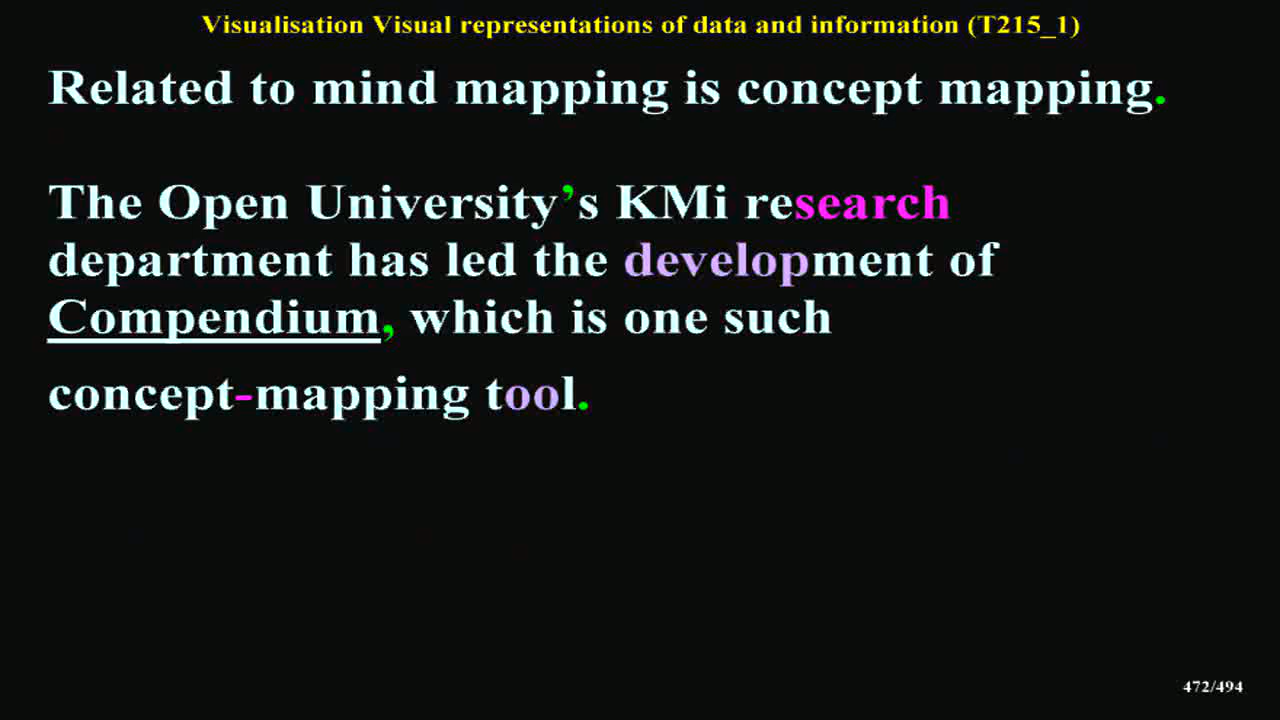 Visualisation Visual representations of data and information (T215_1)
Related to mind mapping is concept mapping.
The Open University’s KMi research
department has led the development of
Compendium, which is one such
concept-mapping tool.
472/494